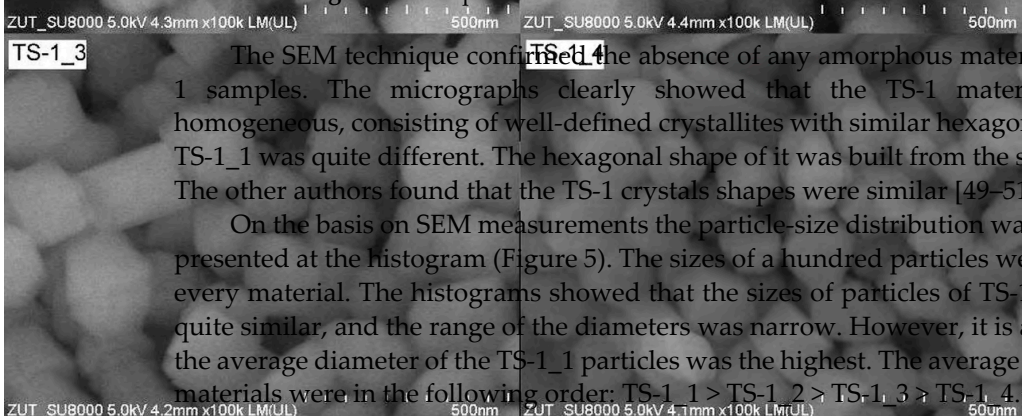 ZUT_SU8000 5.0kV 4.3mm x100k LM(UL) 500nm ZUT_SU8000 5.0kV 4.4mm x100k LM(UL) 500nm
TS-1_3 TS-1_4
The SEM technique confirmed the absence of any amorphous mater
1 samples. The micrographs clearly showed that the TS-1 mater
homogeneous, consisting of well-defined crystallites with similar hexago
TS-1_1 was quite different. The hexagonal shape of it was built from the s
The other authors found that the TS-1 crystals shapes were similar [49–51
On the basis on SEM measurements the particle-size distribution wa
presented at the histogram (Figure 5). The sizes of a hundred particles we
every material. The histograms showed that the sizes of particles of TS-1
quite similar, and the range of the diameters was narrow. However, it is a
the average diameter of the TS-1_1 particles was the highest. The average
materials were in the following order: TS-1_1 > TS-1_2 > TS-1_3 > TS-1_4.
ZUT_SU8000 5.0kV 4.2mm x100k LM(UL) 500nm ZUT_SU8000 5.0kV 4.1mm x100k LM(UL) 500nm